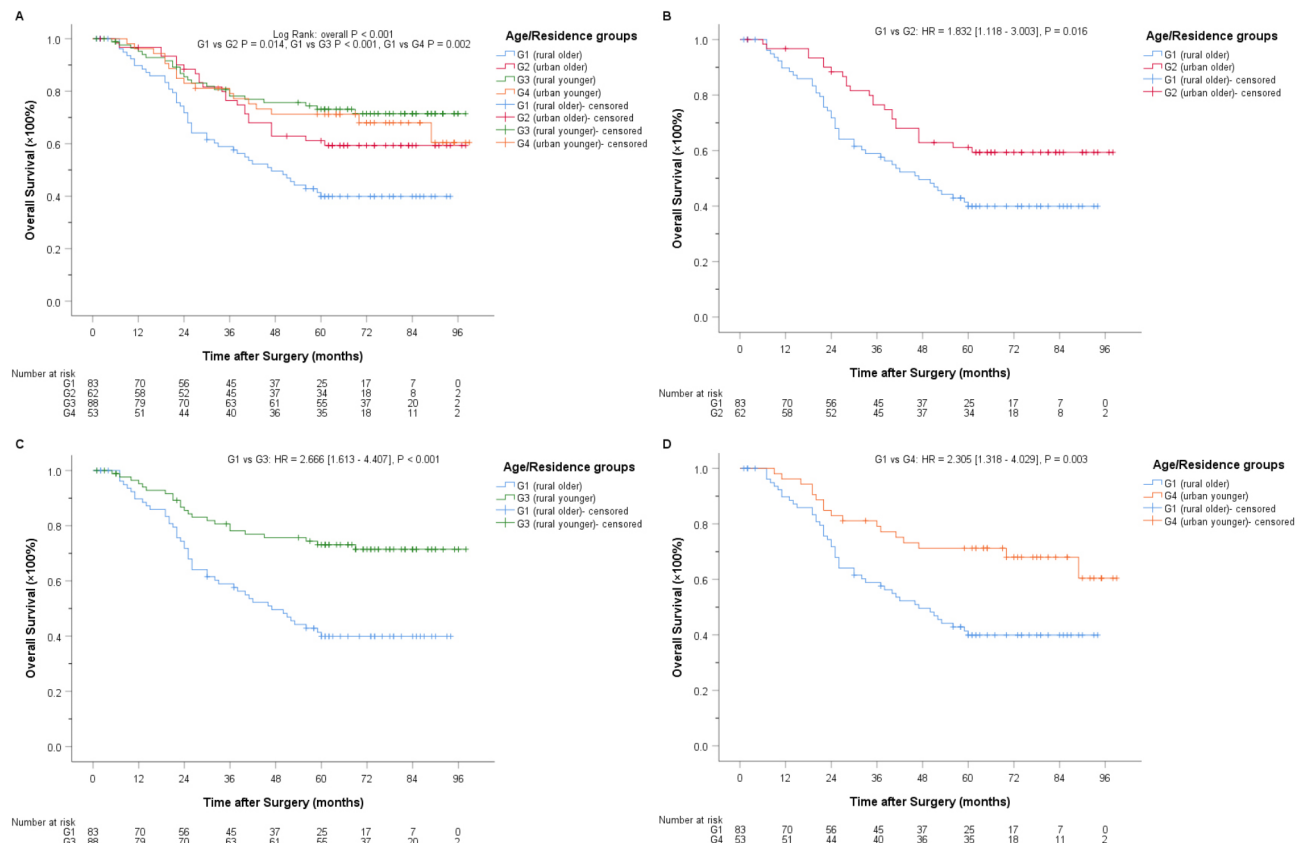 A
Log Rank: overall P < 0.001
G1 vs G2 P = 0.014, G1 vs G3 P < 0.001, G1 vs G4 P = 0.002
Overall Survival (×100%)
1.0
0.8
0.6
0.4
0.2
0.0
0 12 24 36 48 60 72 84 96
Time after Surgery (months)
Age/Residence groups
G1 (rural older)
G2 (urban older)
G3 (rural younger)
G4 (urban younger)
G1 (rural older)- censored
G2 (urban older)- censored
G3 (rural younger)- censored
G4 (urban younger)- censored
Number at risk
G1 83 70 56 45 37 25 17 7 0
G2 62 58 52 45 37 34 18 8 2
G3 88 79 70 63 61 55 37 20 2
G4 53 51 44 40 36 35 18 11 2
B
G1 vs G2: HR = 1.832 [1.118 - 3.003], P = 0.016
Overall Survival (×100%)
1.0
0.8
0.6
0.4
0.2
0.0
0 12 24 36 48 60 72 84 96
Time after Surgery (months)
Age/Residence groups
G1 (rural older)
G2 (urban older)
G1 (rural older)- censored
G2 (urban older)- censored
Number at risk
G1 83 70 56 45 37 25 17 7 0
G2 62 58 52 45 37 34 18 8 2
C
G1 vs G3: HR = 2.666 [1.613 - 4.407], P < 0.001
Overall Survival (×100%)
1.0
0.8
0.6
0.4
0.2
0.0
0 12 24 36 48 60 72 84 96
Time after Surgery (months)
Age/Residence groups
G1 (rural older)
G3 (rural younger)
G1 (rural older)- censored
G3 (rural younger)- censored
Number at risk
G1 83 70 56 45 37 25 17 7 0
G3 88 79 70 63 61 55 37 20 2
D
G1 vs G4: HR = 2.305 [1.318 - 4.029], P = 0.003
Overall Survival (×100%)
1.0
0.8
0.6
0.4
0.2
0.0
0 12 24 36 48 60 72 84 96
Time after Surgery (months)
Age/Residence groups
G1 (rural older)
G4 (urban younger)
G1 (rural older)- censored
G4 (urban younger)- censored
Number at risk
G1 83 70 56 45 37 25 17 7 0
G4 53 51 44 40 36 35 18 11 2